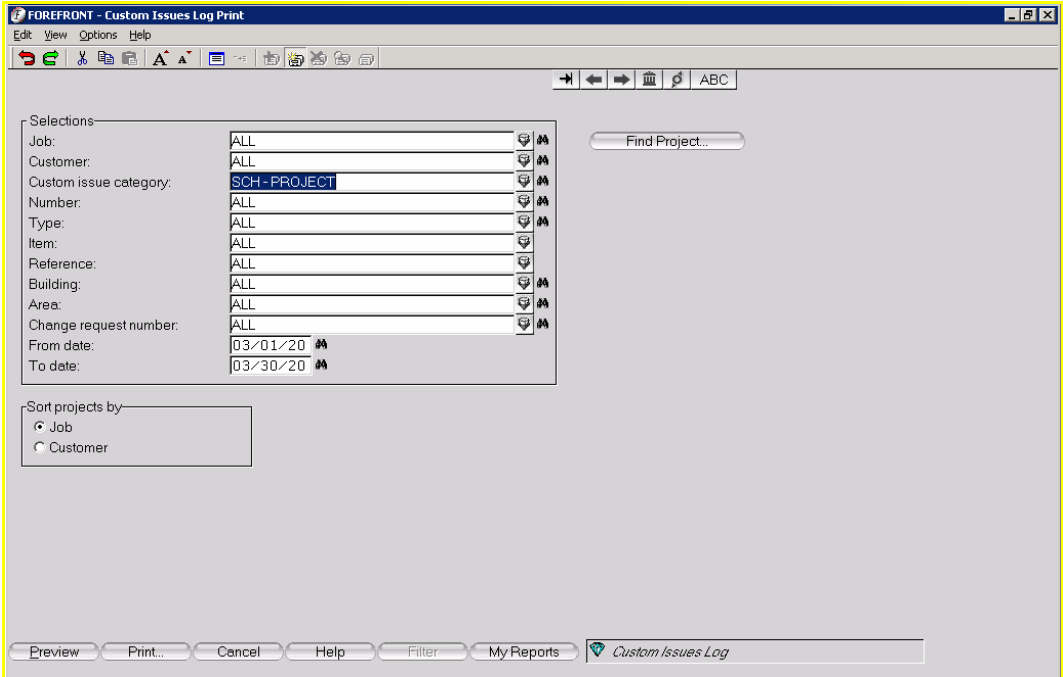 FOREFRONT - Custom Issues Log Print
Edit View Options Help
ABC
Selections
Job: ALL
Find Project...
Customer: ALL
Custom issue category: SCH - PROJECT
Number: ALL
Type: ALL
Item: ALL
Reference: ALL
Building: ALL
Area: ALL
Change request number: ALL
From date: 03/01/20
To date: 03/30/20
Sort projects by
Job
Customer
Preview Print... Cancel Help Filter My Reports Custom Issues Log